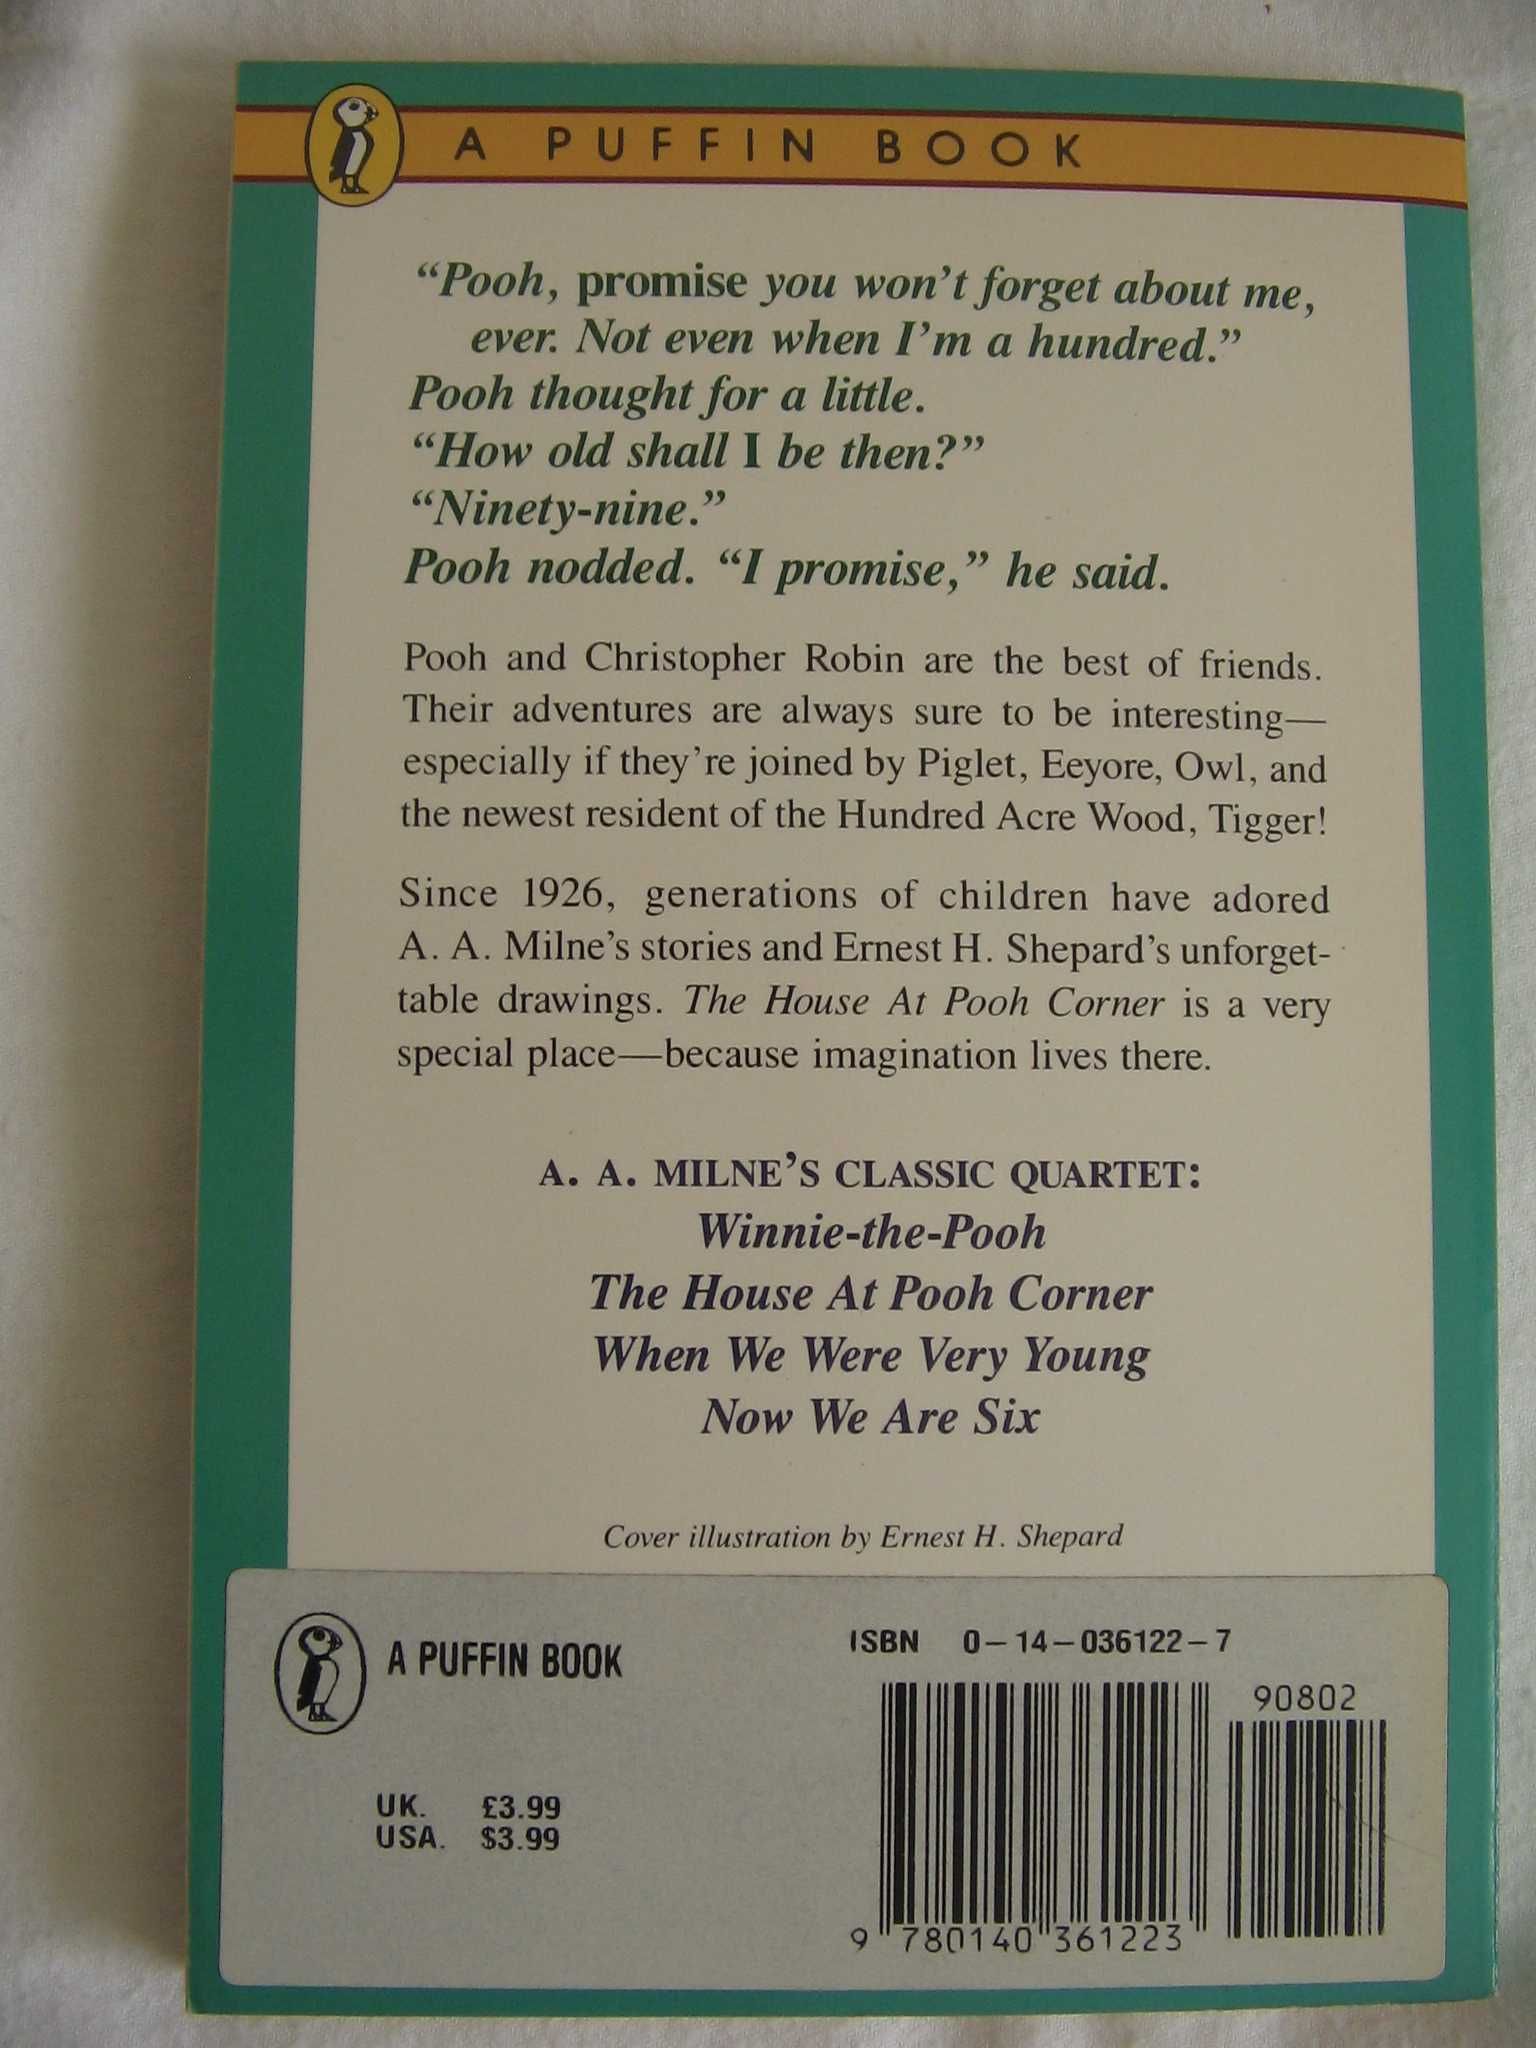 A PUFFIN BOOK
“Pooh, promise you won’t forget about me,
ever. Not even when I’m a hundred.”
Pooh thought for a little.
“How old shall I be then?”
“Ninety-nine.”
Pooh nodded. “I promise,” he said.
Pooh and Christopher Robin are the best of friends.
Their adventures are always sure to be interesting—
especially if they’re joined by Piglet, Eeyore, Owl, and
the newest resident of the Hundred Acre Wood, Tigger!
Since 1926, generations of children have adored
A. A. Milne’s stories and Ernest H. Shepard’s unforget-
table drawings. The House At Pooh Corner is a very
special place—because imagination lives there.
A. A. MILNE’S CLASSIC QUARTET:
Winnie-the-Pooh
The House At Pooh Corner
When We Were Very Young
Now We Are Six
Cover illustration by Ernest H. Shepard
A PUFFIN BOOK
UK. £3.99
USA. $3.99
ISBN 0-14-036122-7
90802
9 780140 361223